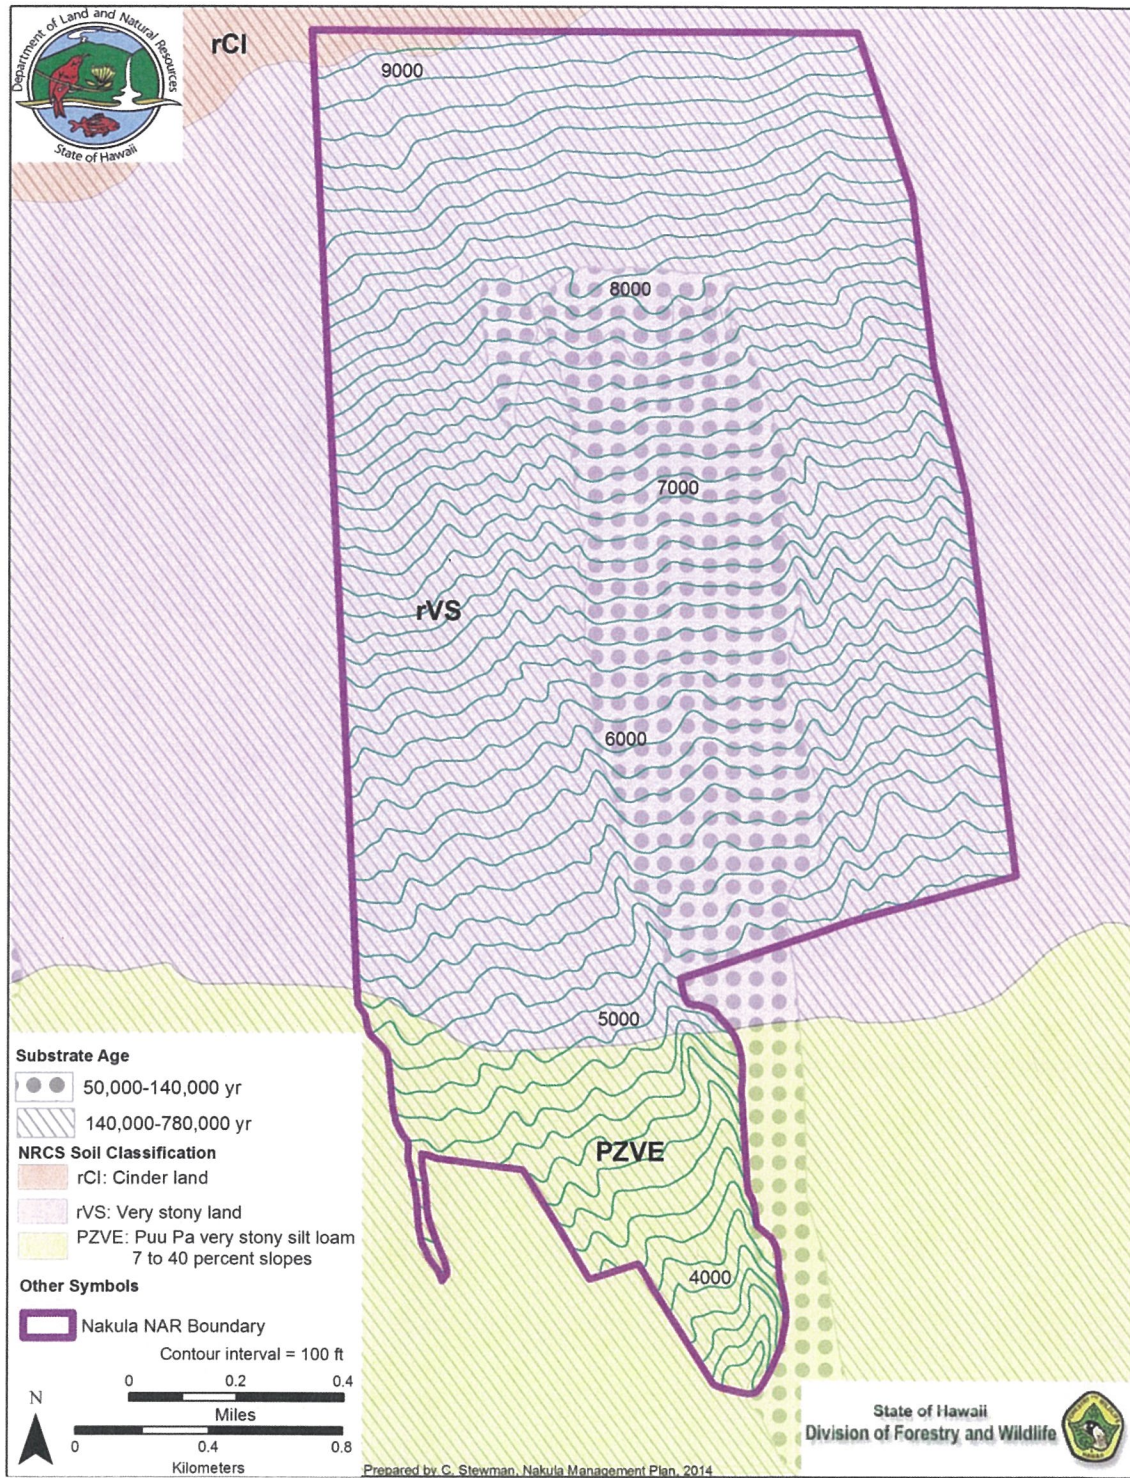 Department of Land and Natural Resources
State of Hawaii
rCI
9000
8000
7000
rVS
6000
5000
PZVE
4000
Substrate Age
50,000-140,000 yr
140,000-780,000 yr
NRCS Soil Classification
rCI: Cinder land
rVS: Very stony land
PZVE: Puu Pa very stony silt loam
7 to 40 percent slopes
Other Symbols
Nakula NAR Boundary
Contour interval = 100 ft
0 0.2 0.4
Miles
N
0 0.4 0.8
Kilometers
Prepared by C. Stewman, Nakula Management Plan, 2014
State of Hawaii
Division of Forestry and Wildlife